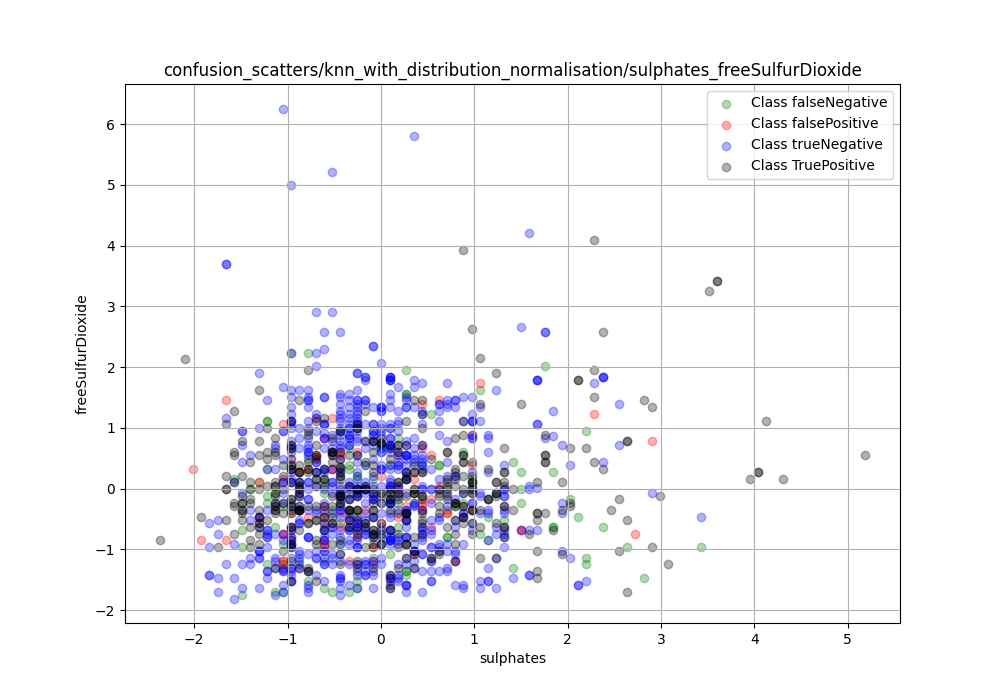 confusion_scatters/knn_with_distribution_normalisation/sulphates_freeSulfurDioxide
Class falseNegative
Class falsePositive
Class trueNegative
Class TruePositive
freeSulfurDioxide
6
5
4
3
2
1
0
−1
−2
−2 −1 0 1 2 3 4 5
sulphates